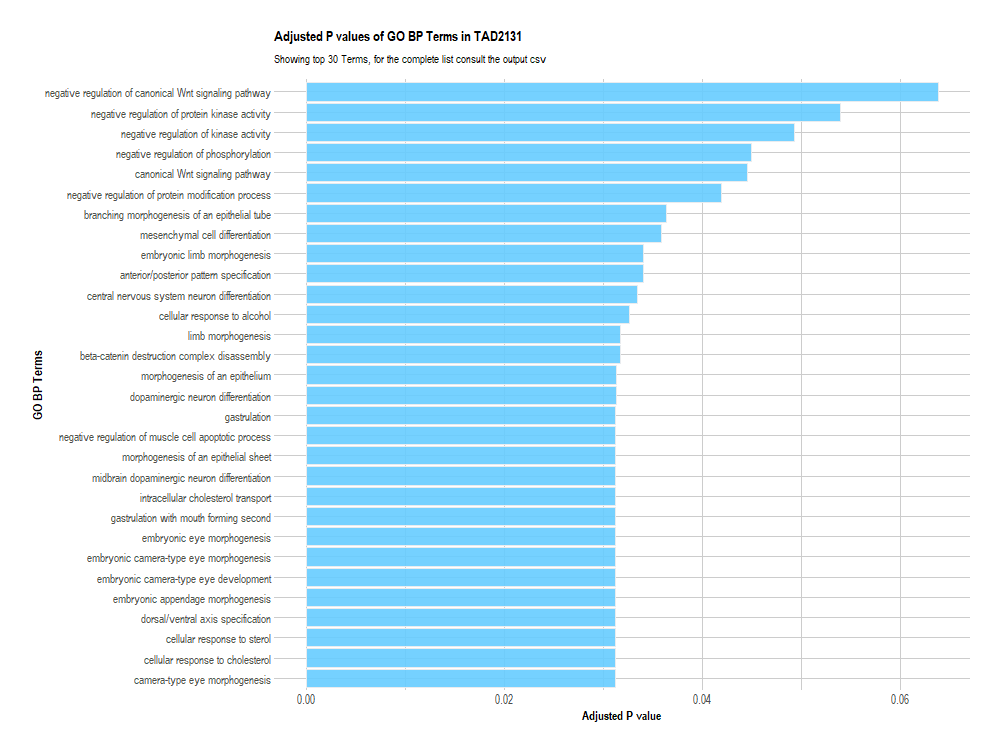 Adjusted P values of GO BP Terms in TAD2131
Showing top 30 Terms, for the complete list consult the output csv
GO BP Terms
negative regulation of canonical Wnt signaling pathway
negative regulation of protein kinase activity
negative regulation of kinase activity
negative regulation of phosphorylation
canonical Wnt signaling pathway
negative regulation of protein modification process
branching morphogenesis of an epithelial tube
mesenchymal cell differentiation
embryonic limb morphogenesis
anterior/posterior pattern specification
central nervous system neuron differentiation
cellular response to alcohol
limb morphogenesis
beta-catenin destruction complex disassembly
morphogenesis of an epithelium
dopaminergic neuron differentiation
gastrulation
negative regulation of muscle cell apoptotic process
morphogenesis of an epithelial sheet
midbrain dopaminergic neuron differentiation
intracellular cholesterol transport
gastrulation with mouth forming second
embryonic eye morphogenesis
embryonic camera-type eye morphogenesis
embryonic camera-type eye development
embryonic appendage morphogenesis
dorsal/ventral axis specification
cellular response to sterol
cellular response to cholesterol
camera-type eye morphogenesis
0.00 0.02 0.04 0.06
Adjusted P value